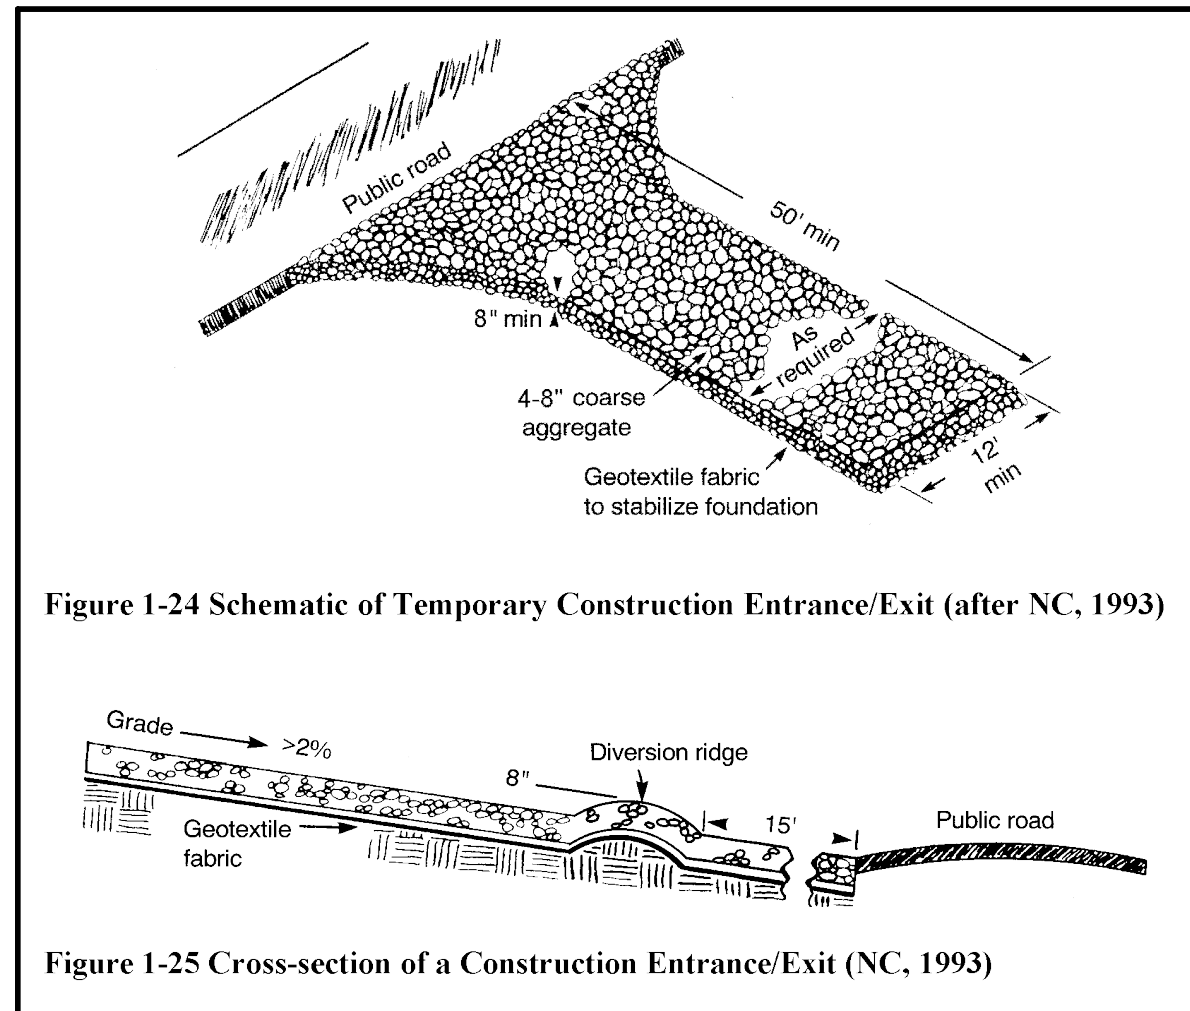 Public road
50' min
8" min
As
required
4-8" coarse
aggregate
12'
min
Geotextile fabric
to stabilize foundation
Figure 1-24 Schematic of Temporary Construction Entrance/Exit (after NC, 1993)
Grade
>2%
Diversion ridge
8"
15'
Public road
Geotextile
fabric
Figure 1-25 Cross-section of a Construction Entrance/Exit (NC, 1993)